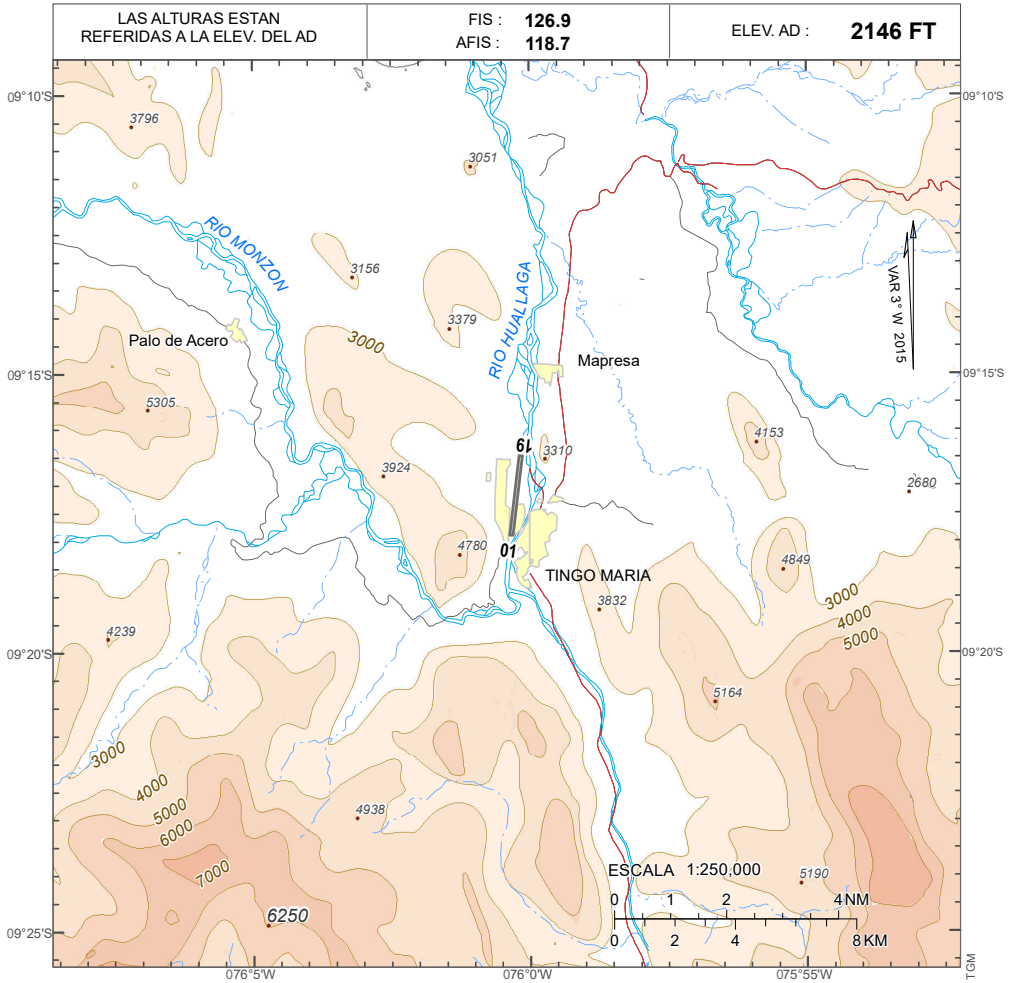 LAS ALTURAS ESTAN
REFERIDAS A LA ELEV. DEL AD
FIS : 126.9
AFIS : 118.7
ELEV. AD : 2146 FT
09°10'S
09°10'S
3796
3051
RIO MONZON
3156
RIO HUALLAGA
VAR 3° W 2015
3379
3000
Palo de Acero
Mapresa
09°15'S
09°15'S
5305
4153
19
3310
3924
2680
01
4780
4849
TINGO MARIA
3832
3000
4000
5000
4239
09°20'S
09°20'S
5164
3000
4000
5000
6000
4938
7000
ESCALA 1:250,000
5190
0 1 2 4 NM
6250
0 2 4 8 KM
09°25'S
09°25'S
TGM
076°5'W
076°0'W
075°55'W